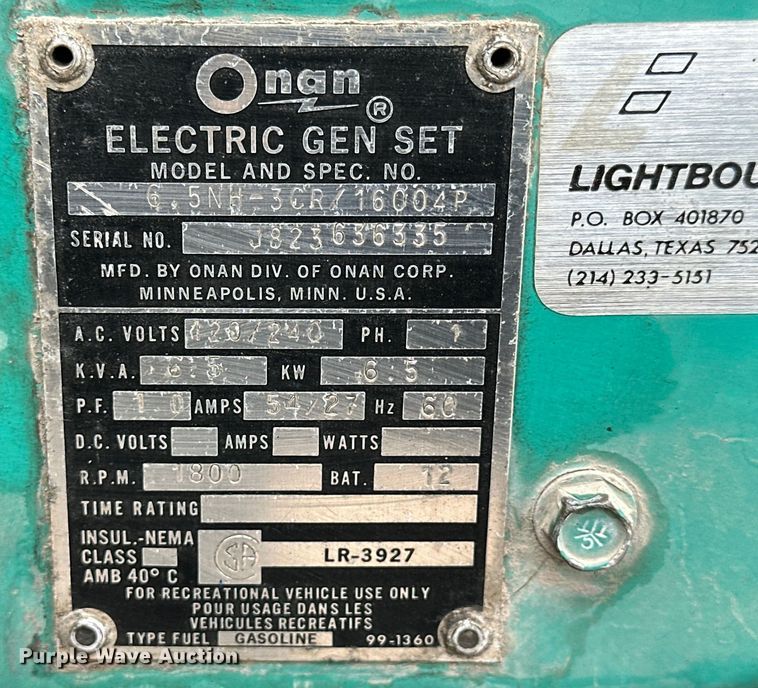 Onan
®
ELECTRIC GEN SET
MODEL AND SPEC. NO.
6.5NH-3CR/16004P
SERIAL NO. J823636335
MFD. BY ONAN DIV. OF ONAN CORP.
MINNEAPOLIS, MINN. U.S.A.
A.C. VOLTS 120/240 PH. 1
K.V.A. 6.5 KW 6.5
P.F. 1.0 AMPS 54/27 Hz 60
D.C. VOLTS AMPS WATTS
R.P.M. 1800 BAT. 12
TIME RATING
INSUL.-NEMA
CLASS
AMB 40° C
SA
LR-3927
FOR RECREATIONAL VEHICLE USE ONLY
POUR USAGE DANS LES
VEHICULES RECREATIFS
TYPE FUEL GASOLINE 99-1360
LIGHTBOU
P.O. BOX 401870
DALLAS, TEXAS 752
(214) 233-5151
Purple Wave Auction